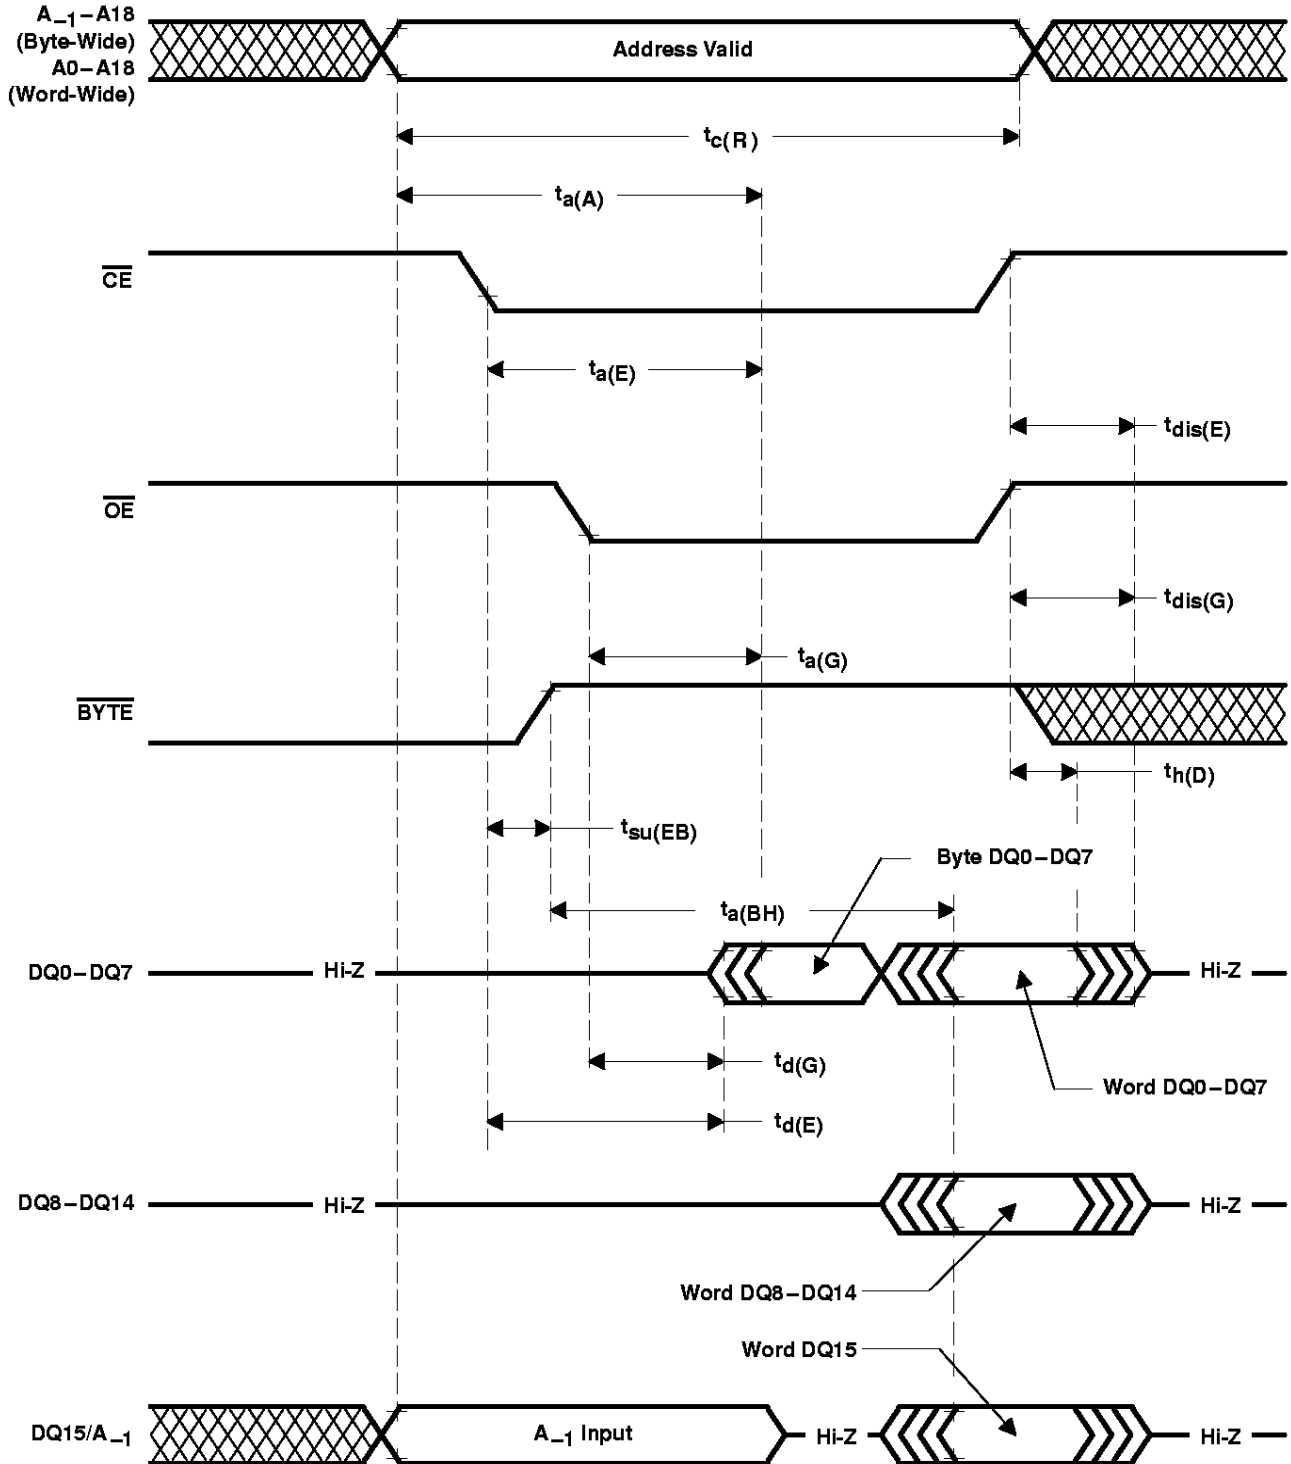 A–1–A18
(Byte-Wide)
A0–A18
(Word-Wide)
Address Valid
tc(R)
ta(A)
CE
ta(E)
tdis(E)
OE
tdis(G)
ta(G)
BYTE
th(D)
tsu(EB)
Byte DQ0–DQ7
ta(BH)
DQ0–DQ7
Hi-Z
Hi-Z
td(G)
Word DQ0–DQ7
td(E)
DQ8–DQ14
Hi-Z
Hi-Z
Word DQ8–DQ14
Word DQ15
DQ15/A–1
A–1 Input
Hi-Z
Hi-Z